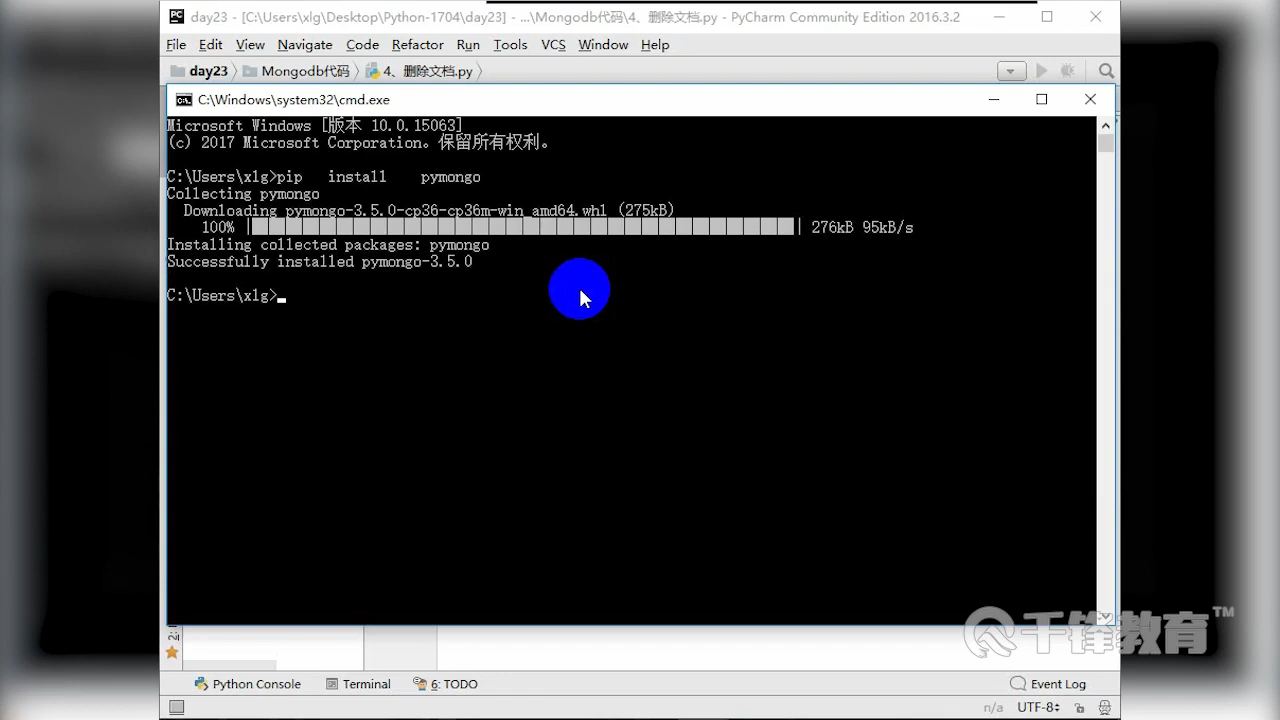 day23 - [C:\Users\xlg\Desktop\Python-1704\day23] - ...\Mongodb代码\4、删除文档.py - PyCharm Community Edition 2016.3.2
File Edit View Navigate Code Refactor Run Tools VCS Window Help
day23 Mongodb代码 4、删除文档.py
C:\Windows\system32\cmd.exe
Microsoft Windows [版本 10.0.15063]
(c) 2017 Microsoft Corporation。保留所有权利。
C:\Users\xlg>pip install pymongo
Collecting pymongo
Downloading pymongo-3.5.0-cp36-cp36m-win_amd64.whl (275kB)
100% | | 276kB 95kB/s
Installing collected packages: pymongo
Successfully installed pymongo-3.5.0
C:\Users\xlg>
千锋教育™
Python Console Terminal 6: TODO Event Log
n/a UTF-8